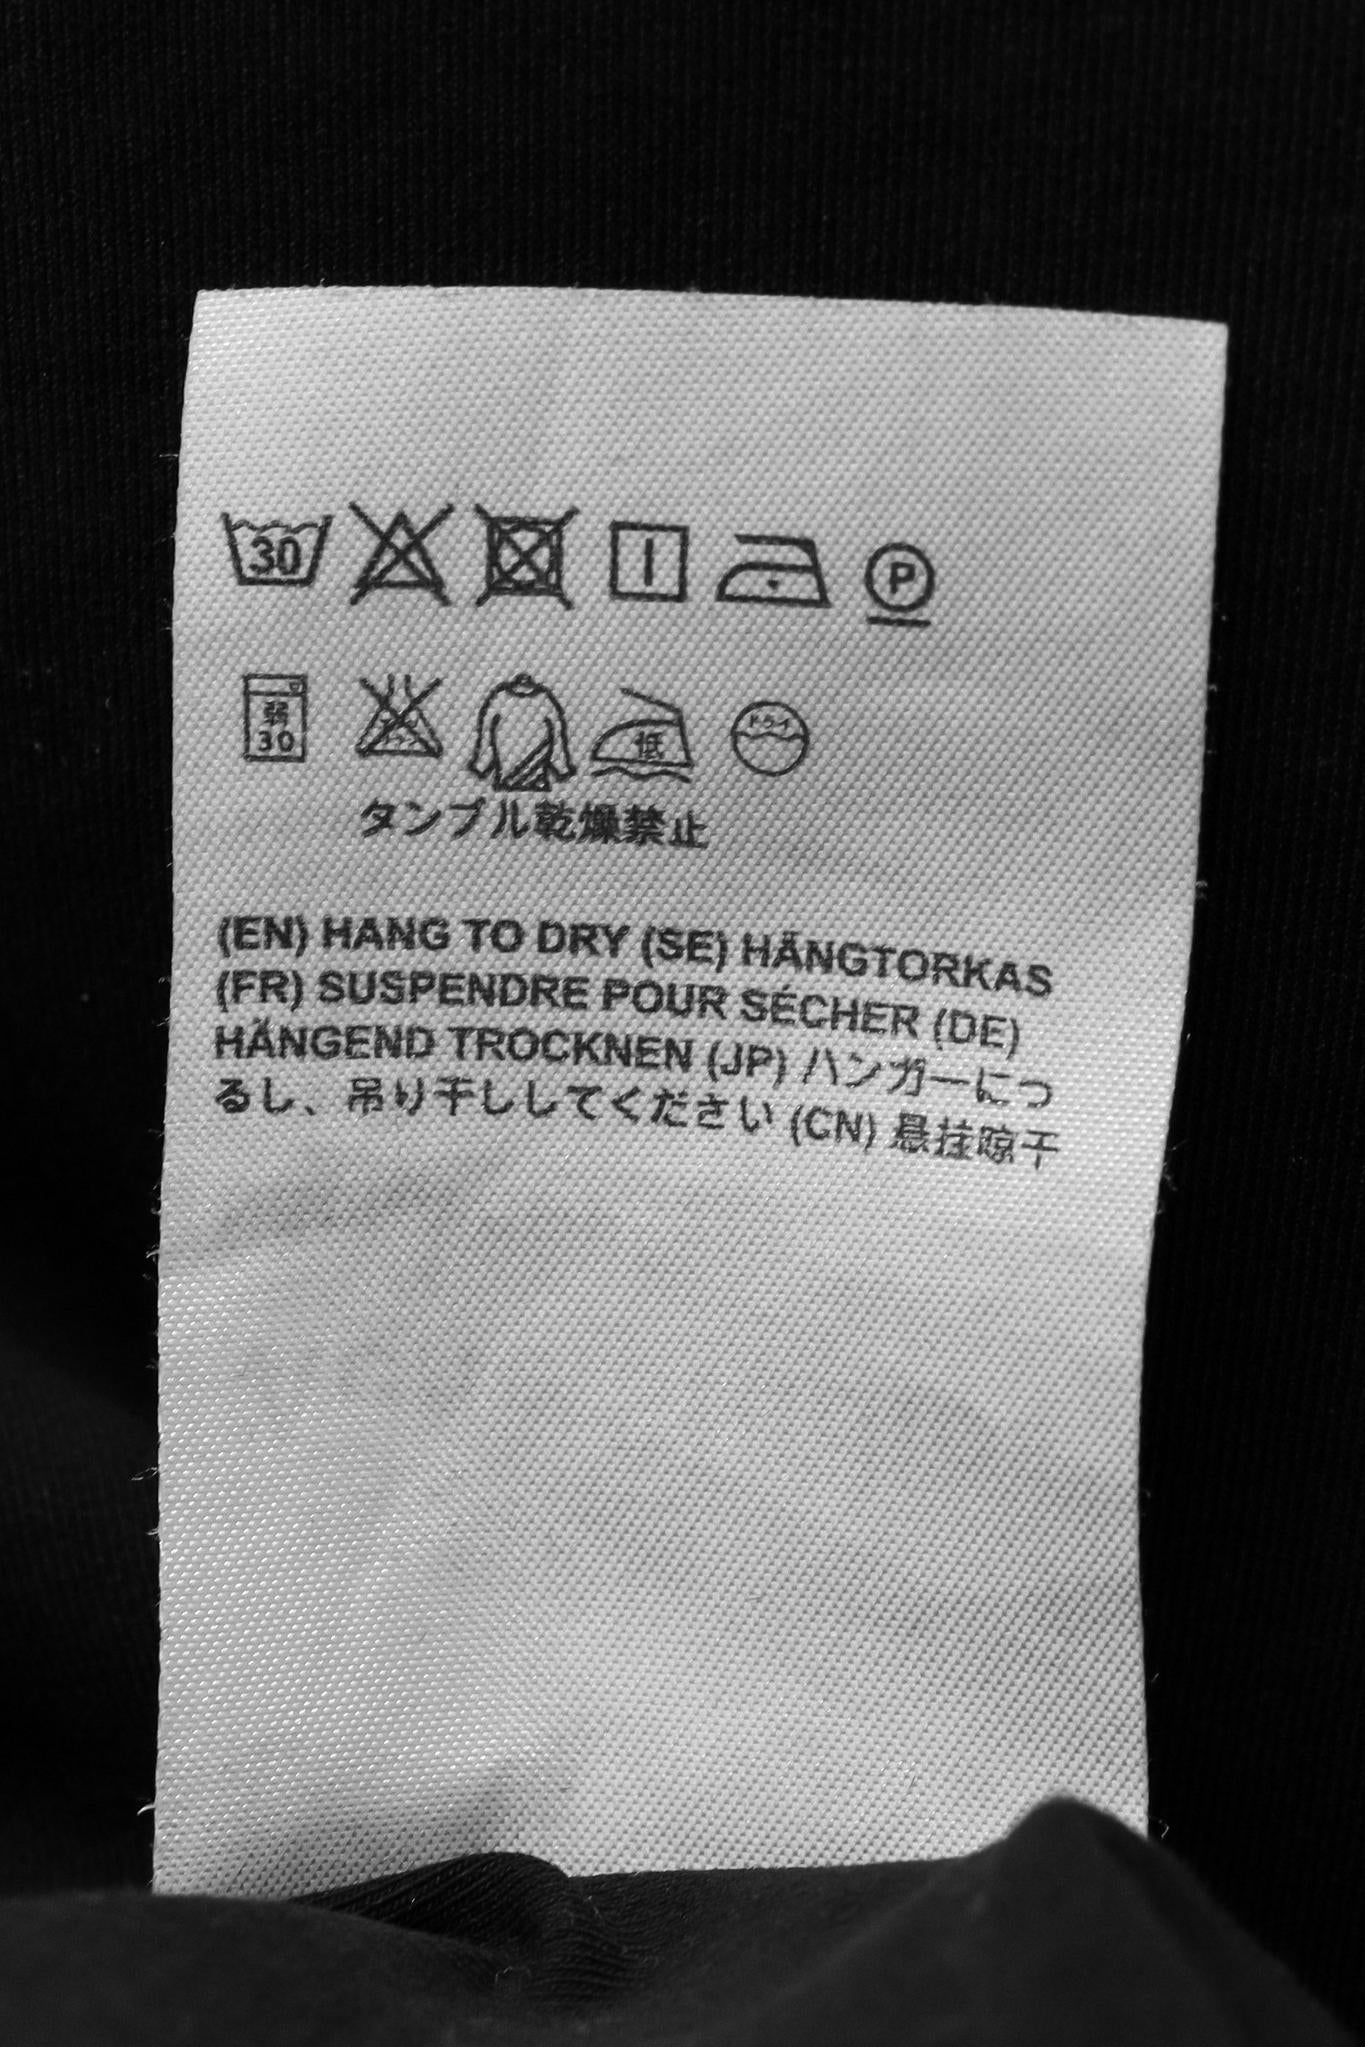 30 P
弱 低 ドライ
30
タンブル乾燥禁止
(EN) HANG TO DRY (SE) HÄNGTORKAS
(FR) SUSPENDRE POUR SÉCHER (DE)
HÄNGEND TROCKNEN (JP) ハンガーにつ
るし、吊り干ししてください (CN) 悬挂晾干